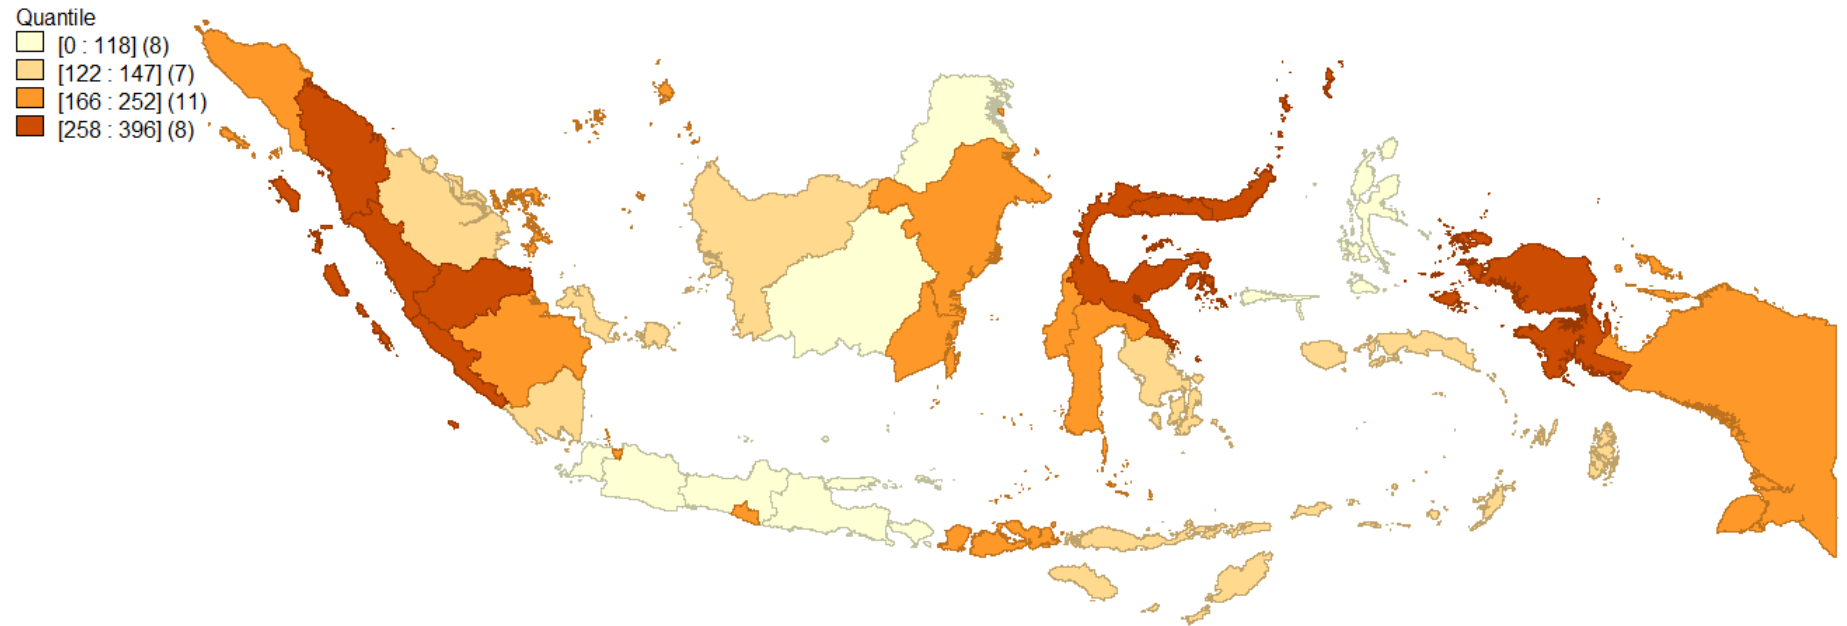 Quantile
[0 : 118] (8)
[122 : 147] (7)
[166 : 252] (11)
[258 : 396] (8)